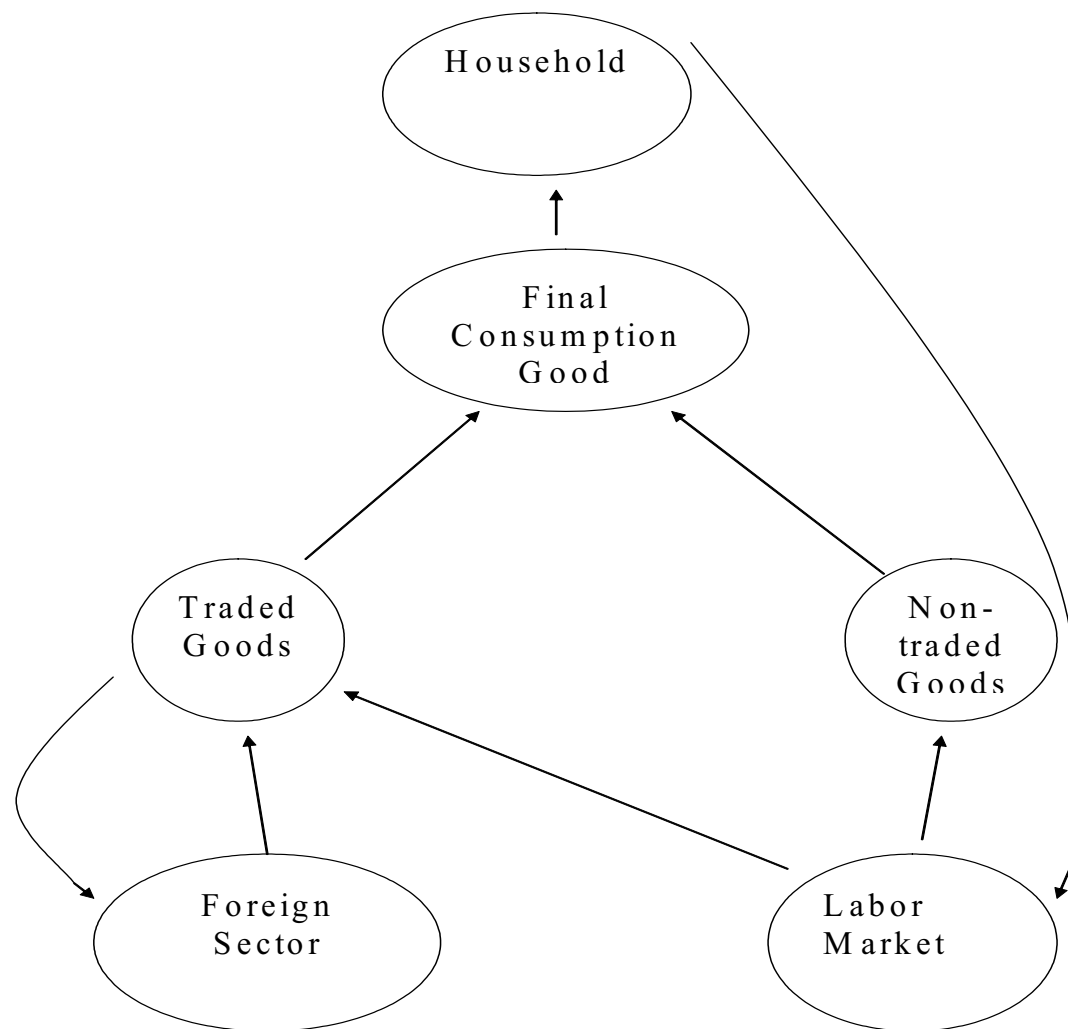 Household
Final
Consumption
Good
Traded
Goods
Non-
traded
Goods
Foreign
Sector
Labor
Market